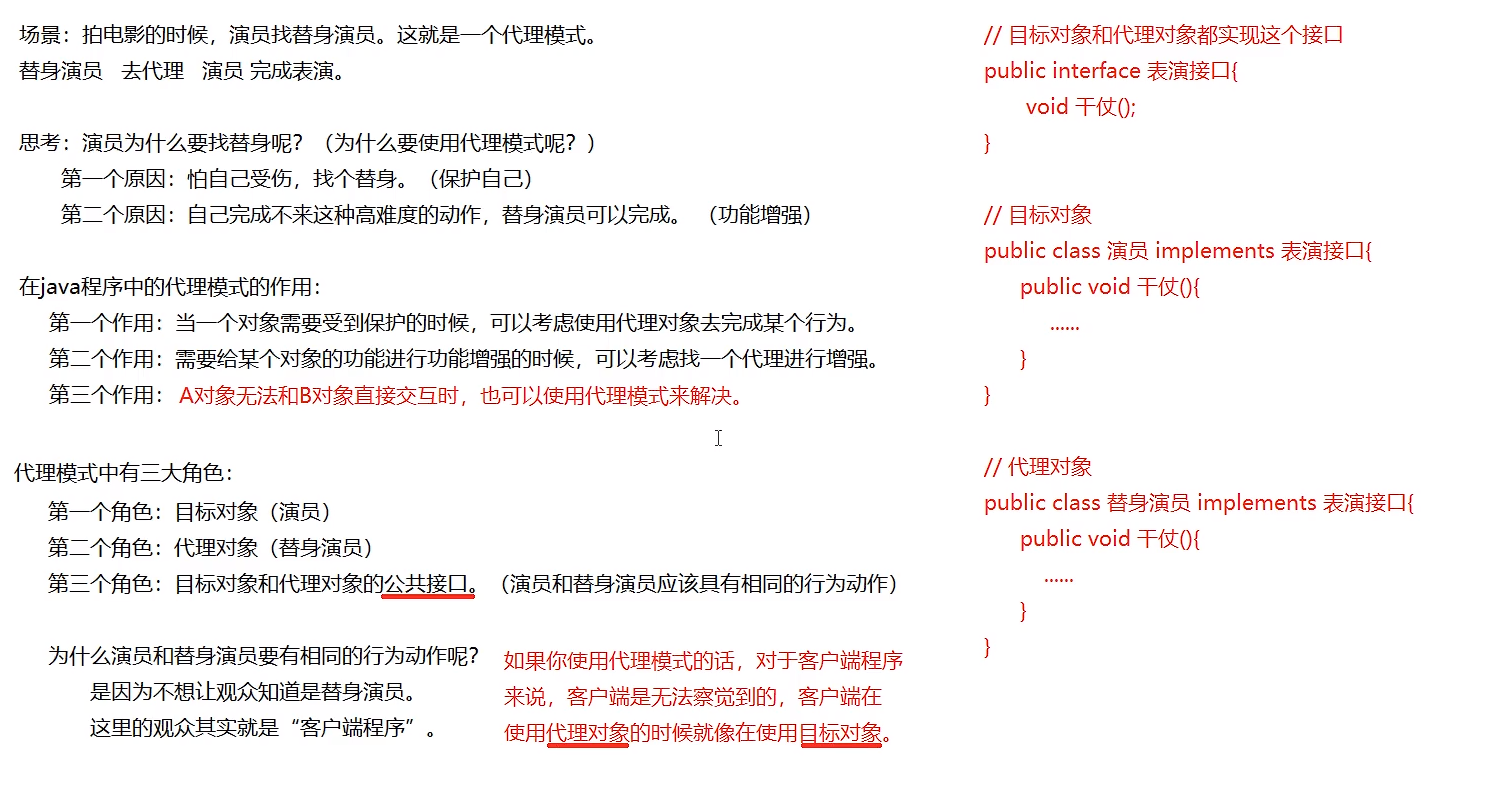 场景：拍电影的时候，演员找替身演员。这就是一个代理模式。
替身演员 去代理 演员 完成表演。
思考：演员为什么要找替身呢？（为什么要使用代理模式呢？）
第一个原因：怕自己受伤，找个替身。（保护自己）
第二个原因：自己完成不来这种高难度的动作，替身演员可以完成。（功能增强）
在java程序中的代理模式的作用：
第一个作用：当一个对象需要受到保护的时候，可以考虑使用代理对象去完成某个行为。
第二个作用：需要给某个对象的功能进行功能增强的时候，可以考虑找一个代理进行增强。
第三个作用：A对象无法和B对象直接交互时，也可以使用代理模式来解决。
代理模式中有三大角色：
第一个角色：目标对象（演员）
第二个角色：代理对象（替身演员）
第三个角色：目标对象和代理对象的公共接口。（演员和替身演员应该具有相同的行为动作）
为什么演员和替身演员要有相同的行为动作呢？
是因为不想让观众知道是替身演员。
这里的观众其实就是“客户端程序”。
如果你使用代理模式的话，对于客户端程序
来说，客户端是无法察觉到的，客户端在
使用代理对象的时候就像在使用目标对象。
// 目标对象和代理对象都实现这个接口
public interface 表演接口{
void 干仗();
}
// 目标对象
public class 演员 implements 表演接口{
public void 干仗(){
......
}
}
// 代理对象
public class 替身演员 implements 表演接口{
public void 干仗(){
......
}
}